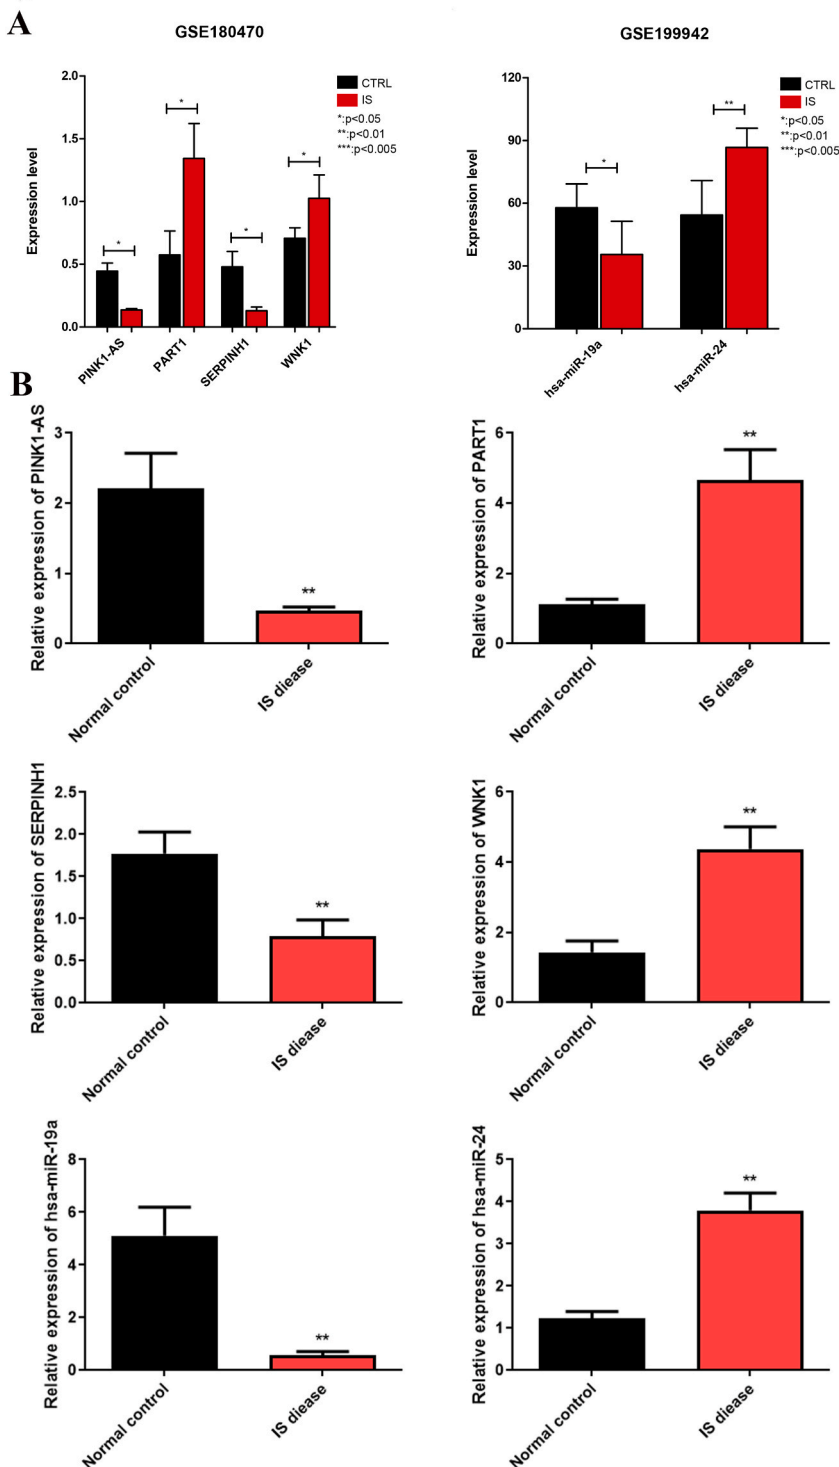 A
GSE180470
GSE199942
Expression level
2.0
1.5
1.0
0.5
0.0
CTRL
IS
*:p<0.05
**:p<0.01
***:p<0.005
*
*
*
*
PINK1-AS
PART1
SERPINH1
WNK1
Expression level
120
90
60
30
0
CTRL
IS
*:p<0.05
**:p<0.01
***:p<0.005
*
**
hsa-miR-19a
hsa-miR-24
B
Relative expression of PINK1-AS
3
2
1
0
**
Normal control
IS diease
Relative expression of PART1
6
4
2
0
**
Normal control
IS diease
Relative expression of SERPINH1
2.5
2.0
1.5
1.0
0.5
0.0
**
Normal control
IS diease
Relative expression of WNK1
6
4
2
0
**
Normal control
IS diease
Relative expression of hsa-miR-19a
8
6
4
2
0
**
Normal control
IS diease
Relative expression of hsa-miR-24
5
4
3
2
1
0
**
Normal control
IS diease